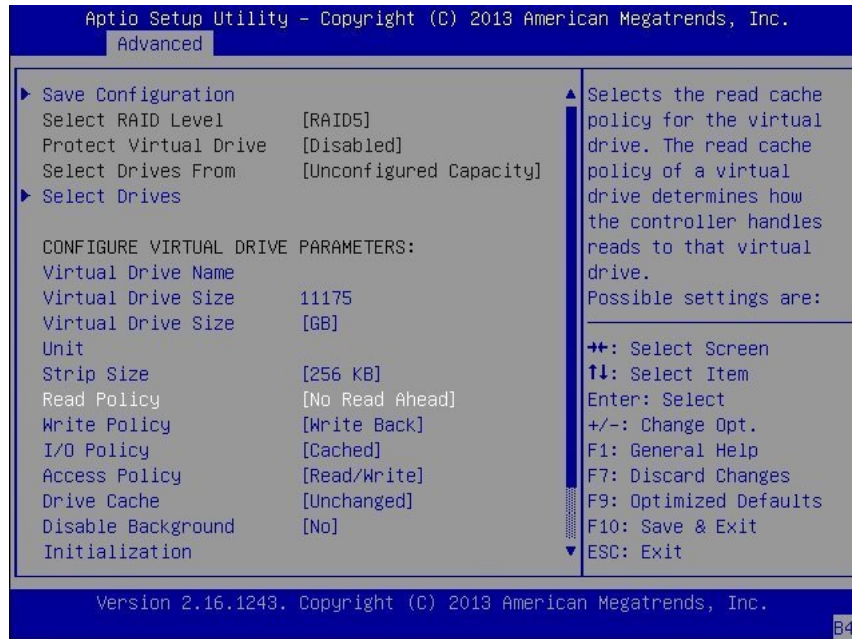 Aptio Setup Utility – Copyright (C) 2013 American Megatrends, Inc.
Advanced
Save Configuration
Select RAID Level [RAID5]
Protect Virtual Drive [Disabled]
Select Drives From [Unconfigured Capacity]
Select Drives
CONFIGURE VIRTUAL DRIVE PARAMETERS:
Virtual Drive Name
Virtual Drive Size 11175
Virtual Drive Size [GB]
Unit
Strip Size [256 KB]
Read Policy [No Read Ahead]
Write Policy [Write Back]
I/O Policy [Cached]
Access Policy [Read/Write]
Drive Cache [Unchanged]
Disable Background [No]
Initialization
Selects the read cache
policy for the virtual
drive. The read cache
policy of a virtual
drive determines how
the controller handles
reads to that virtual
drive.
Possible settings are:
→←: Select Screen
↑↓: Select Item
Enter: Select
+/-: Change Opt.
F1: General Help
F7: Discard Changes
F9: Optimized Defaults
F10: Save & Exit
ESC: Exit
Version 2.16.1243. Copyright (C) 2013 American Megatrends, Inc.
B4